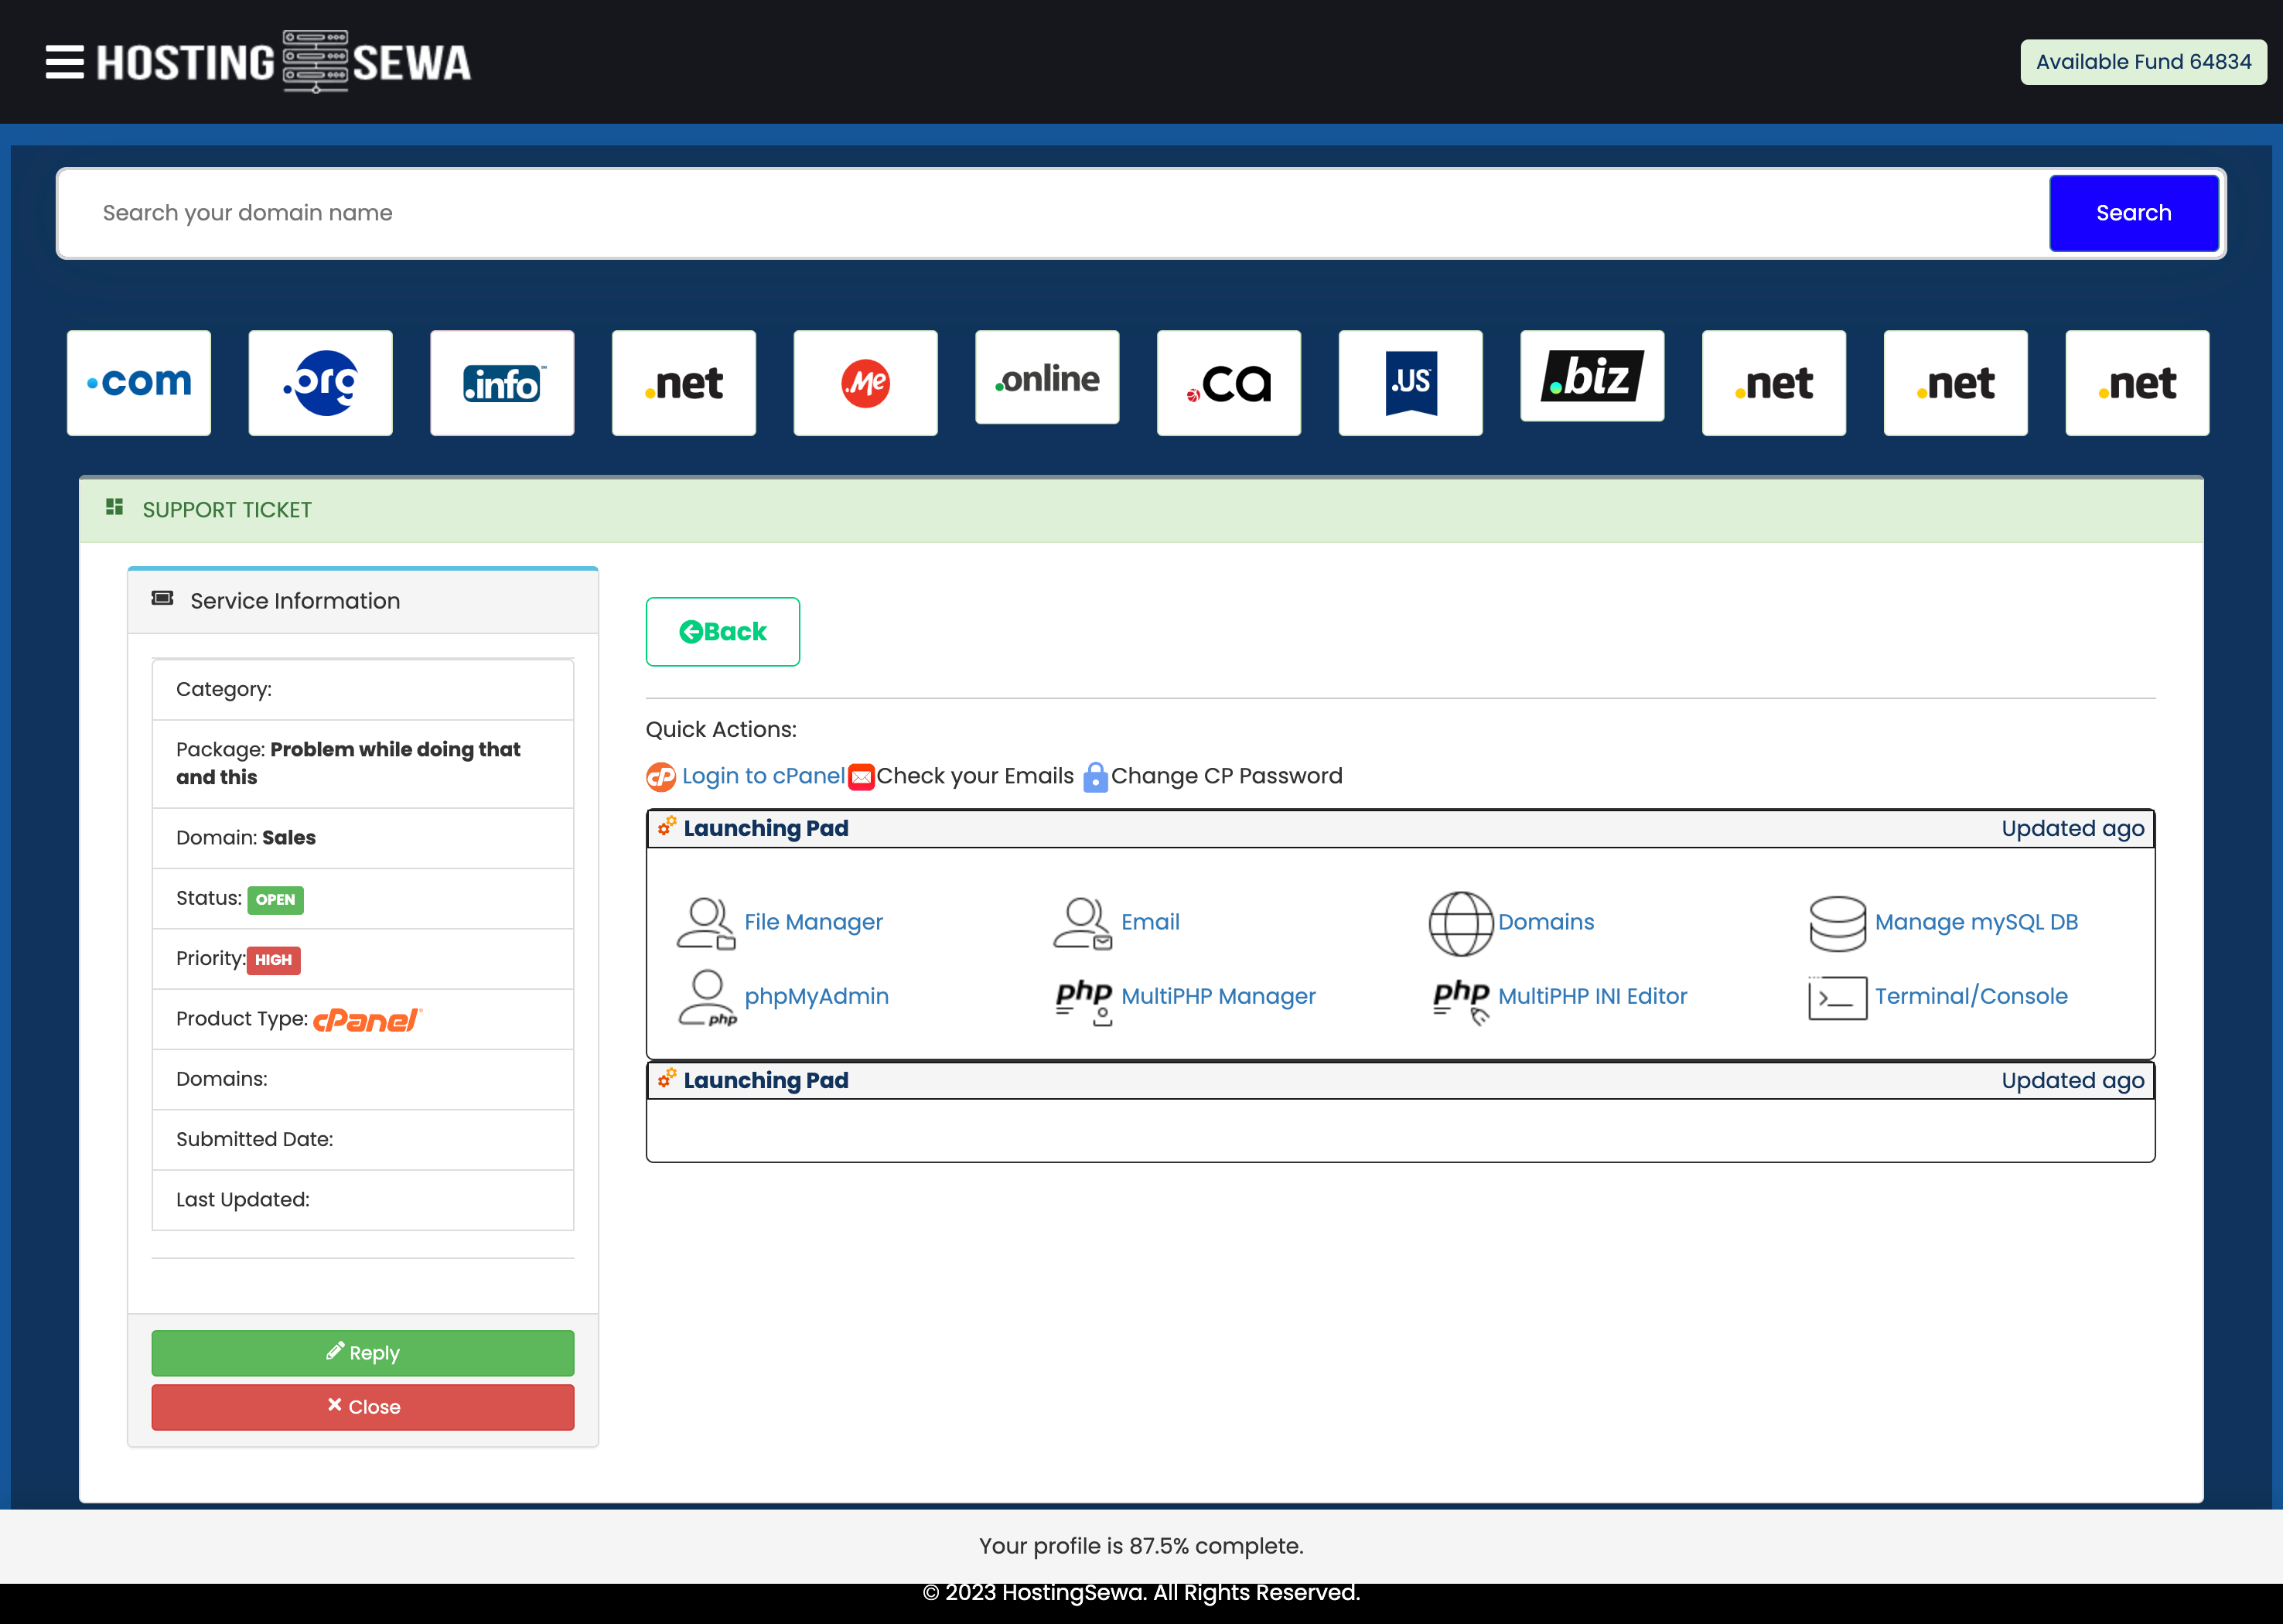 HOSTING SEWA
Available Fund 64834
Search your domain name
Search
.com
.org
.info
.net
.Me
.online
.ca
.US
.biz
.net
.net
.net
SUPPORT TICKET
Service Information
Category:
Package: Problem while doing that
and this
Domain: Sales
Status: OPEN
Priority: HIGH
Product Type: cPanel
Domains:
Submitted Date:
Last Updated:
Reply
Close
Back
Quick Actions:
cP Login to cPanel Check your Emails Change CP Password
Launching Pad Updated ago
File Manager Email Domains Manage mySQL DB
php phpMyAdmin php MultiPHP Manager php MultiPHP INI Editor Terminal/Console
Launching Pad Updated ago
Your profile is 87.5% complete.
© 2023 HostingSewa. All Rights Reserved.